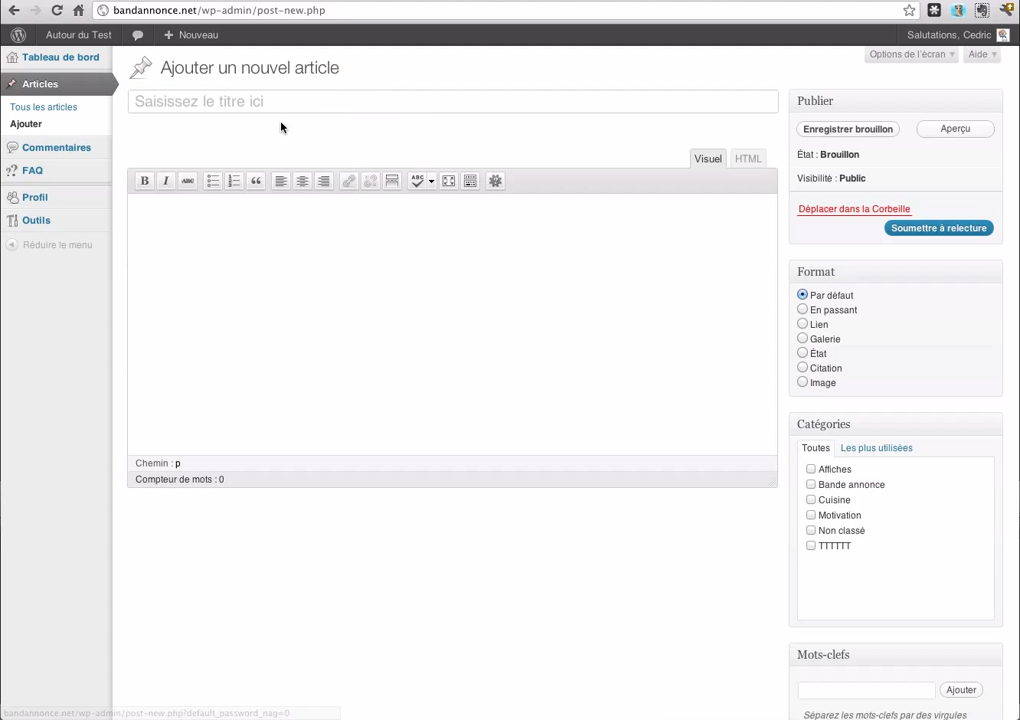 bandannonce.net/wp-admin/post-new.php
Autour du Test
Nouveau
Salutations, Cedric
Tableau de bord
Articles
Tous les articles
Ajouter
Commentaires
FAQ
Profil
Outils
Réduire le menu
Options de l'écran
Aide
Ajouter un nouvel article
Saisissez le titre ici
Visuel
HTML
B
I
ABC
ABC
Chemin : p
Compteur de mots : 0
Publier
Enregistrer brouillon
Aperçu
État : Brouillon
Visibilité : Public
Déplacer dans la Corbeille
Soumettre à relecture
Format
Par défaut
En passant
Lien
Galerie
État
Citation
Image
Catégories
Toutes
Les plus utilisées
Affiches
Bande annonce
Cuisine
Motivation
Non classé
TTTTTT
Mots-clefs
Ajouter
Séparez les mots-clefs par des virgules
bandannonce.net/wp-admin/post-new.php?default_password_nag=0